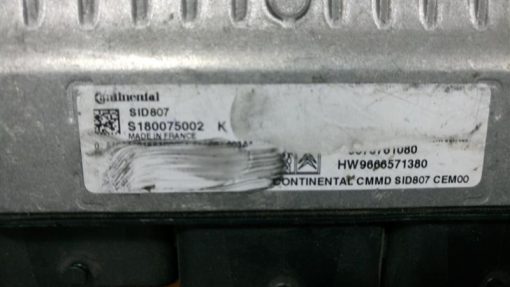 Continental
SID807
S180075002 K
MADE IN FRANCE
HW9666571380
CONTINENTAL CMMD SID807 CEM00